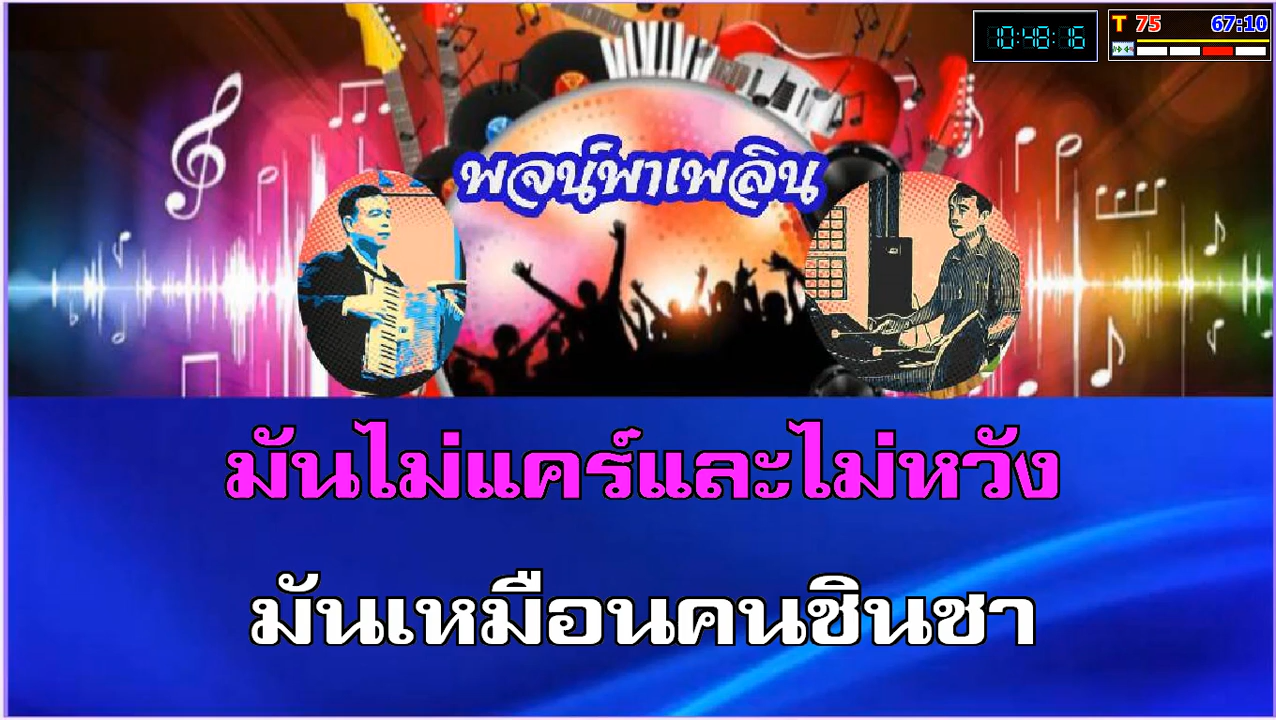 10:48:16
T 75 67:10
พจน์พาเพลิน
มันไม่แคร์และไม่หวัง
มันเหมือนคนชินชา